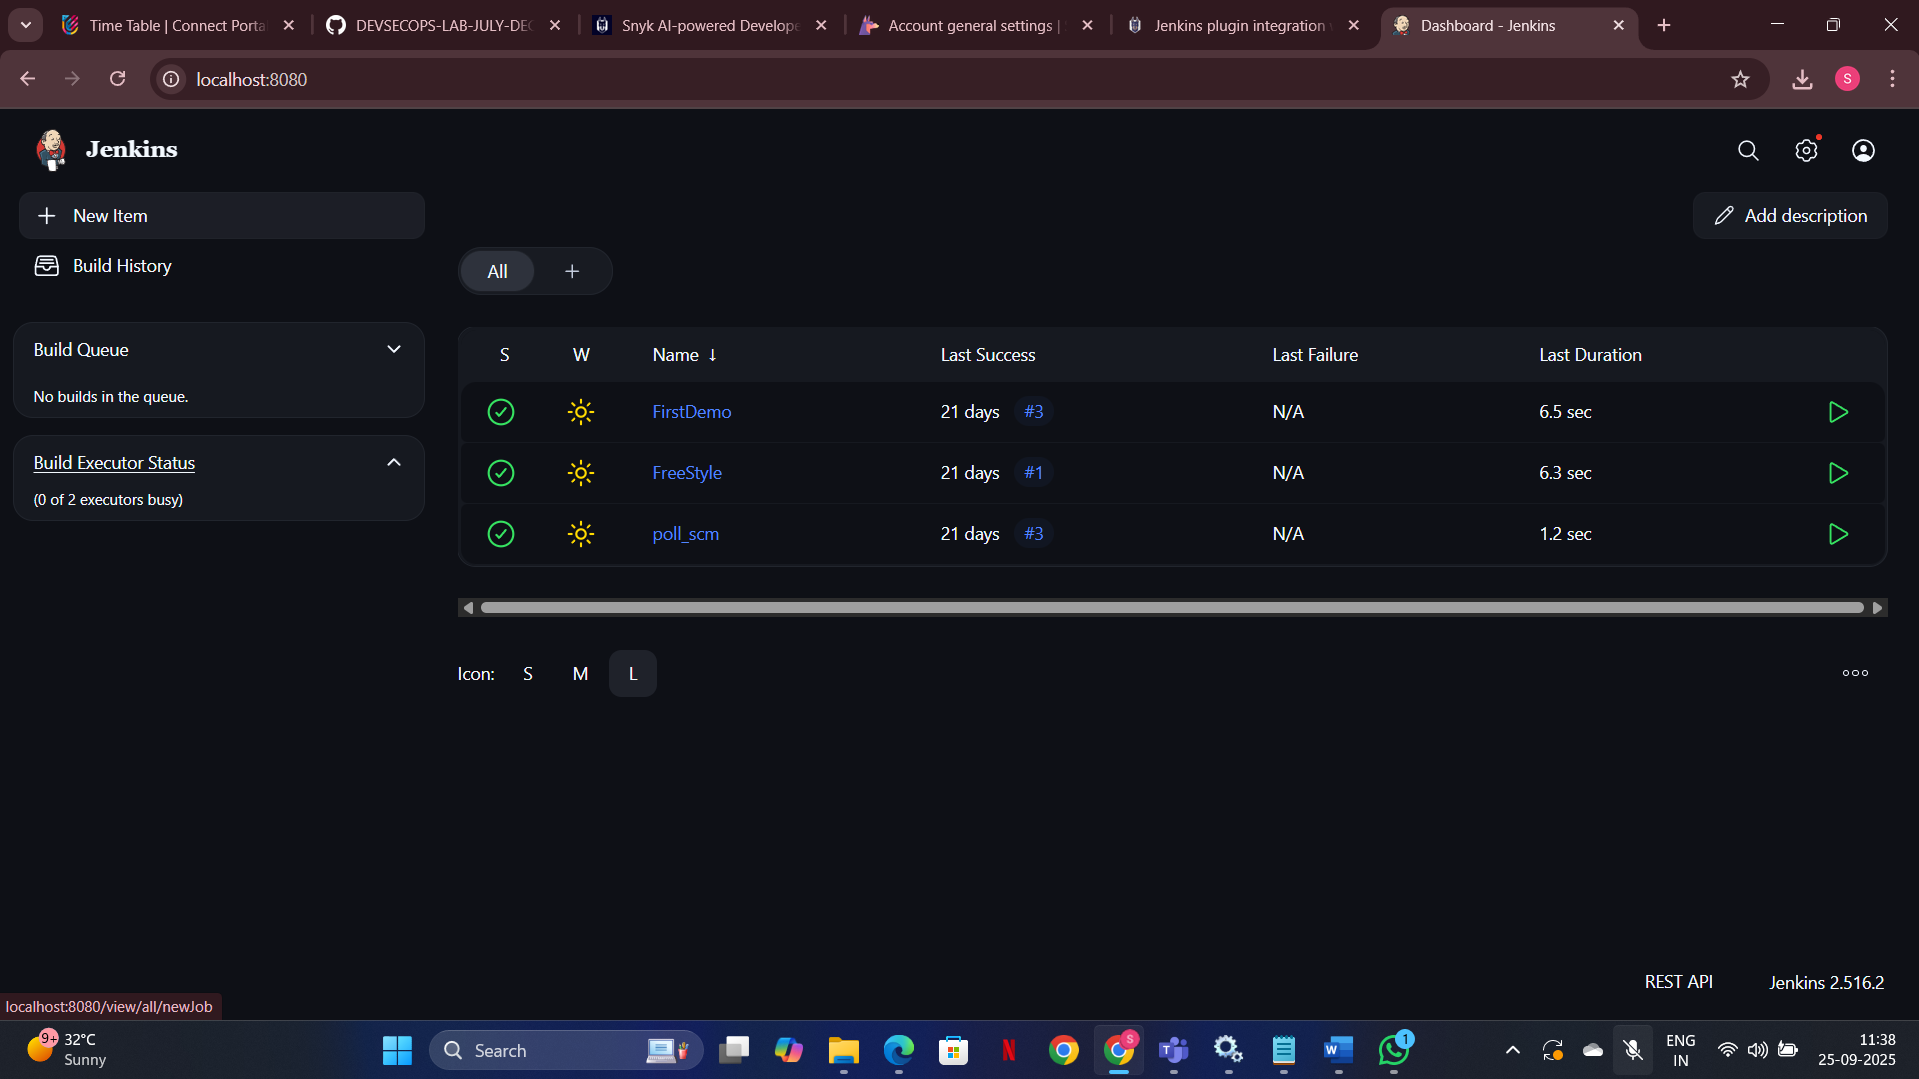 Time Table | Connect Porta
DEVSECOPS-LAB-JULY-DEC
Snyk AI-powered Develope
Account general settings |
Jenkins plugin integration
Dashboard - Jenkins
localhost:8080
S
Jenkins
New Item
Add description
Build History
All
Build Queue
No builds in the queue.
Build Executor Status
(0 of 2 executors busy)
S W Name ↓ Last Success Last Failure Last Duration
FirstDemo 21 days #3 N/A 6.5 sec
FreeStyle 21 days #1 N/A 6.3 sec
poll_scm 21 days #3 N/A 1.2 sec
Icon: S M L
REST API Jenkins 2.516.2
localhost:8080/view/all/newJob
9+ 32°C
Sunny
Search
N
S
T
W
1
ENG
IN
11:38
25-09-2025